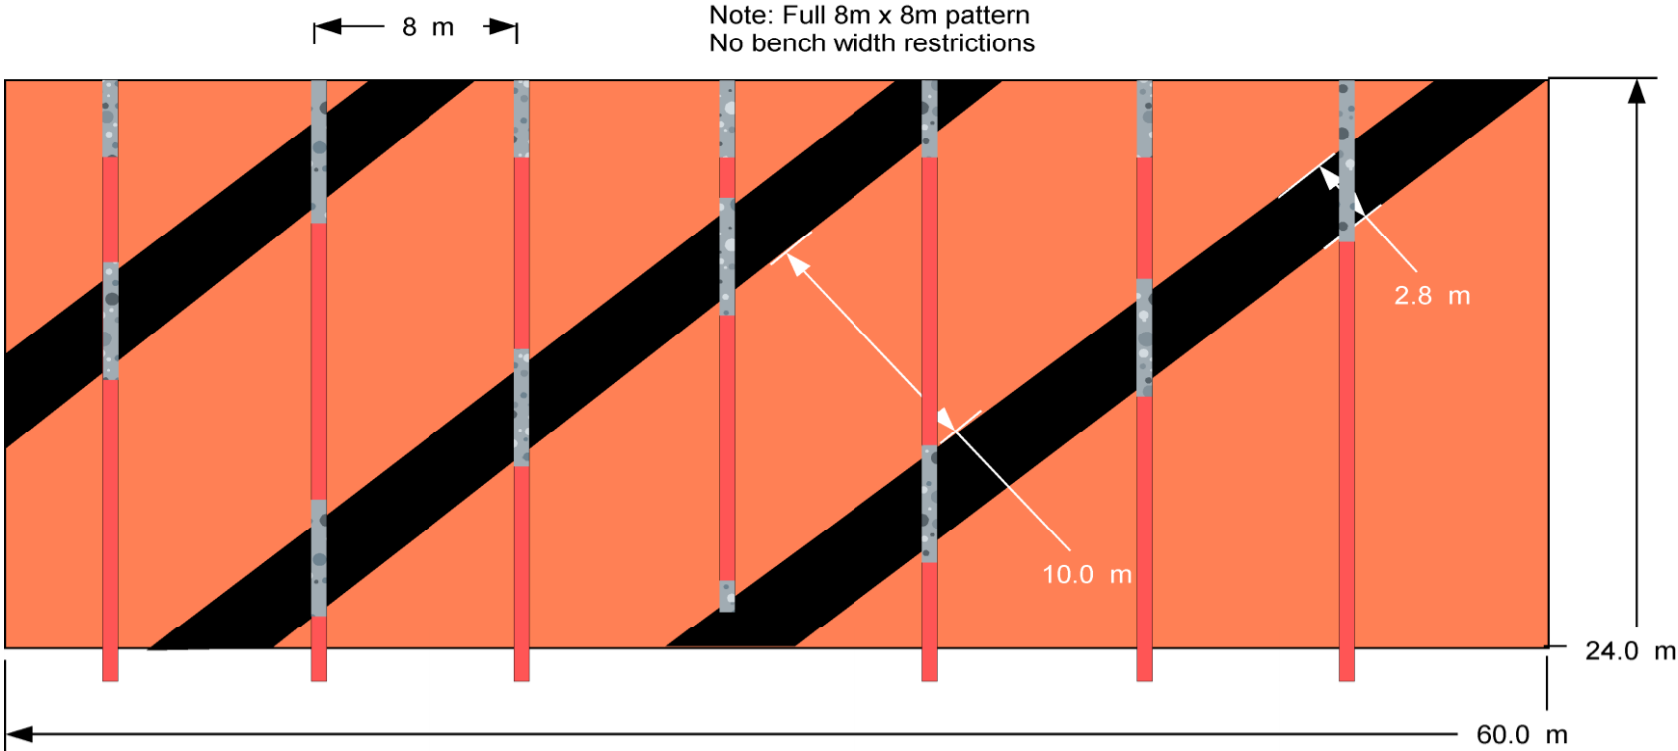 Note: Full 8m x 8m pattern
No bench width restrictions
8 m
2.8 m
10.0 m
24.0 m
60.0 m